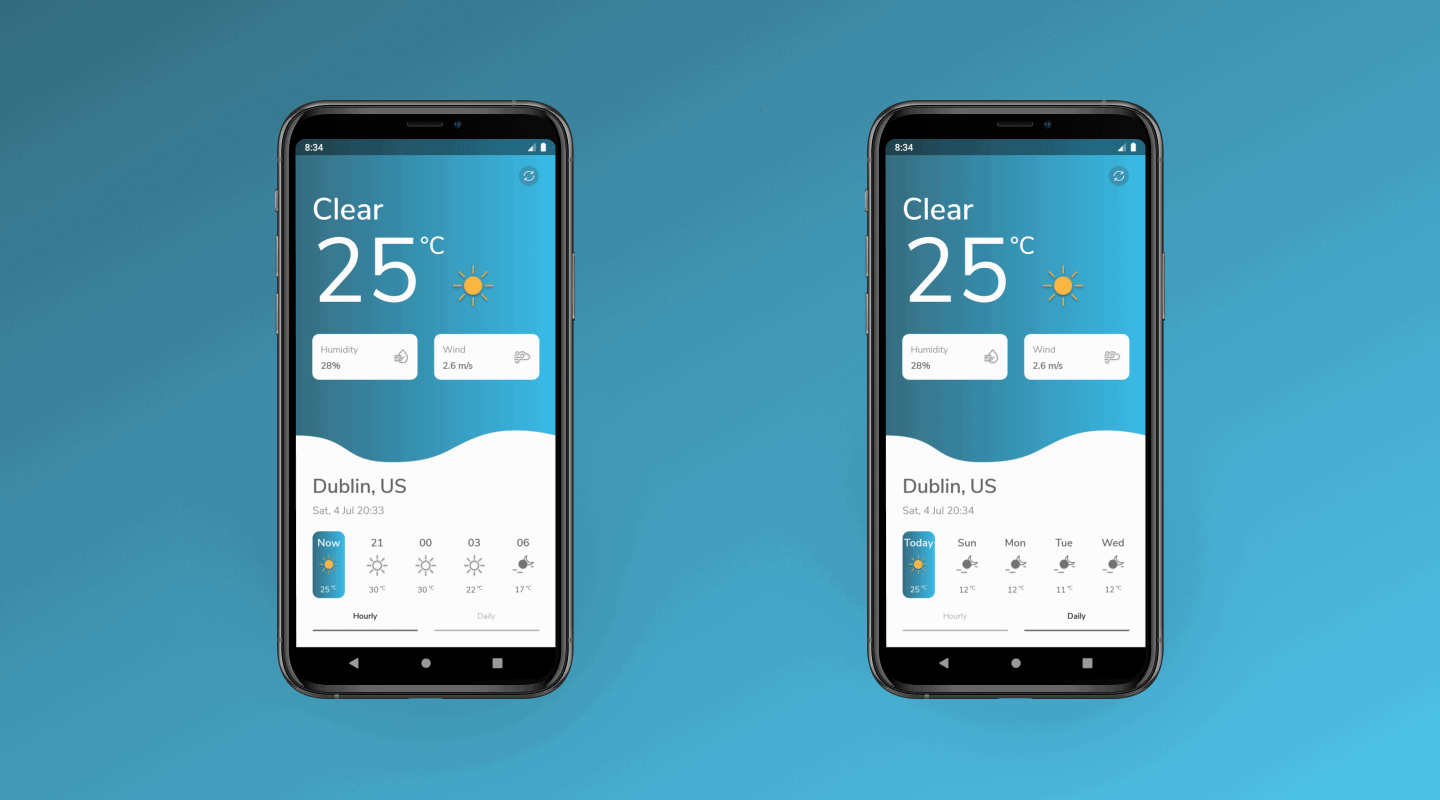 8:34
Clear
25 °C
Humidity
28%
Wind
2.6 m/s
Dublin, US
Sat, 4 Jul 20:33
Now 21 00 03 06
25 °C 30 °C 30 °C 22 °C 17 °C
Hourly Daily
8:34
Clear
25 °C
Humidity
28%
Wind
2.6 m/s
Dublin, US
Sat, 4 Jul 20:34
Today Sun Mon Tue Wed
25 °C 12 °C 12 °C 11 °C 12 °C
Hourly Daily